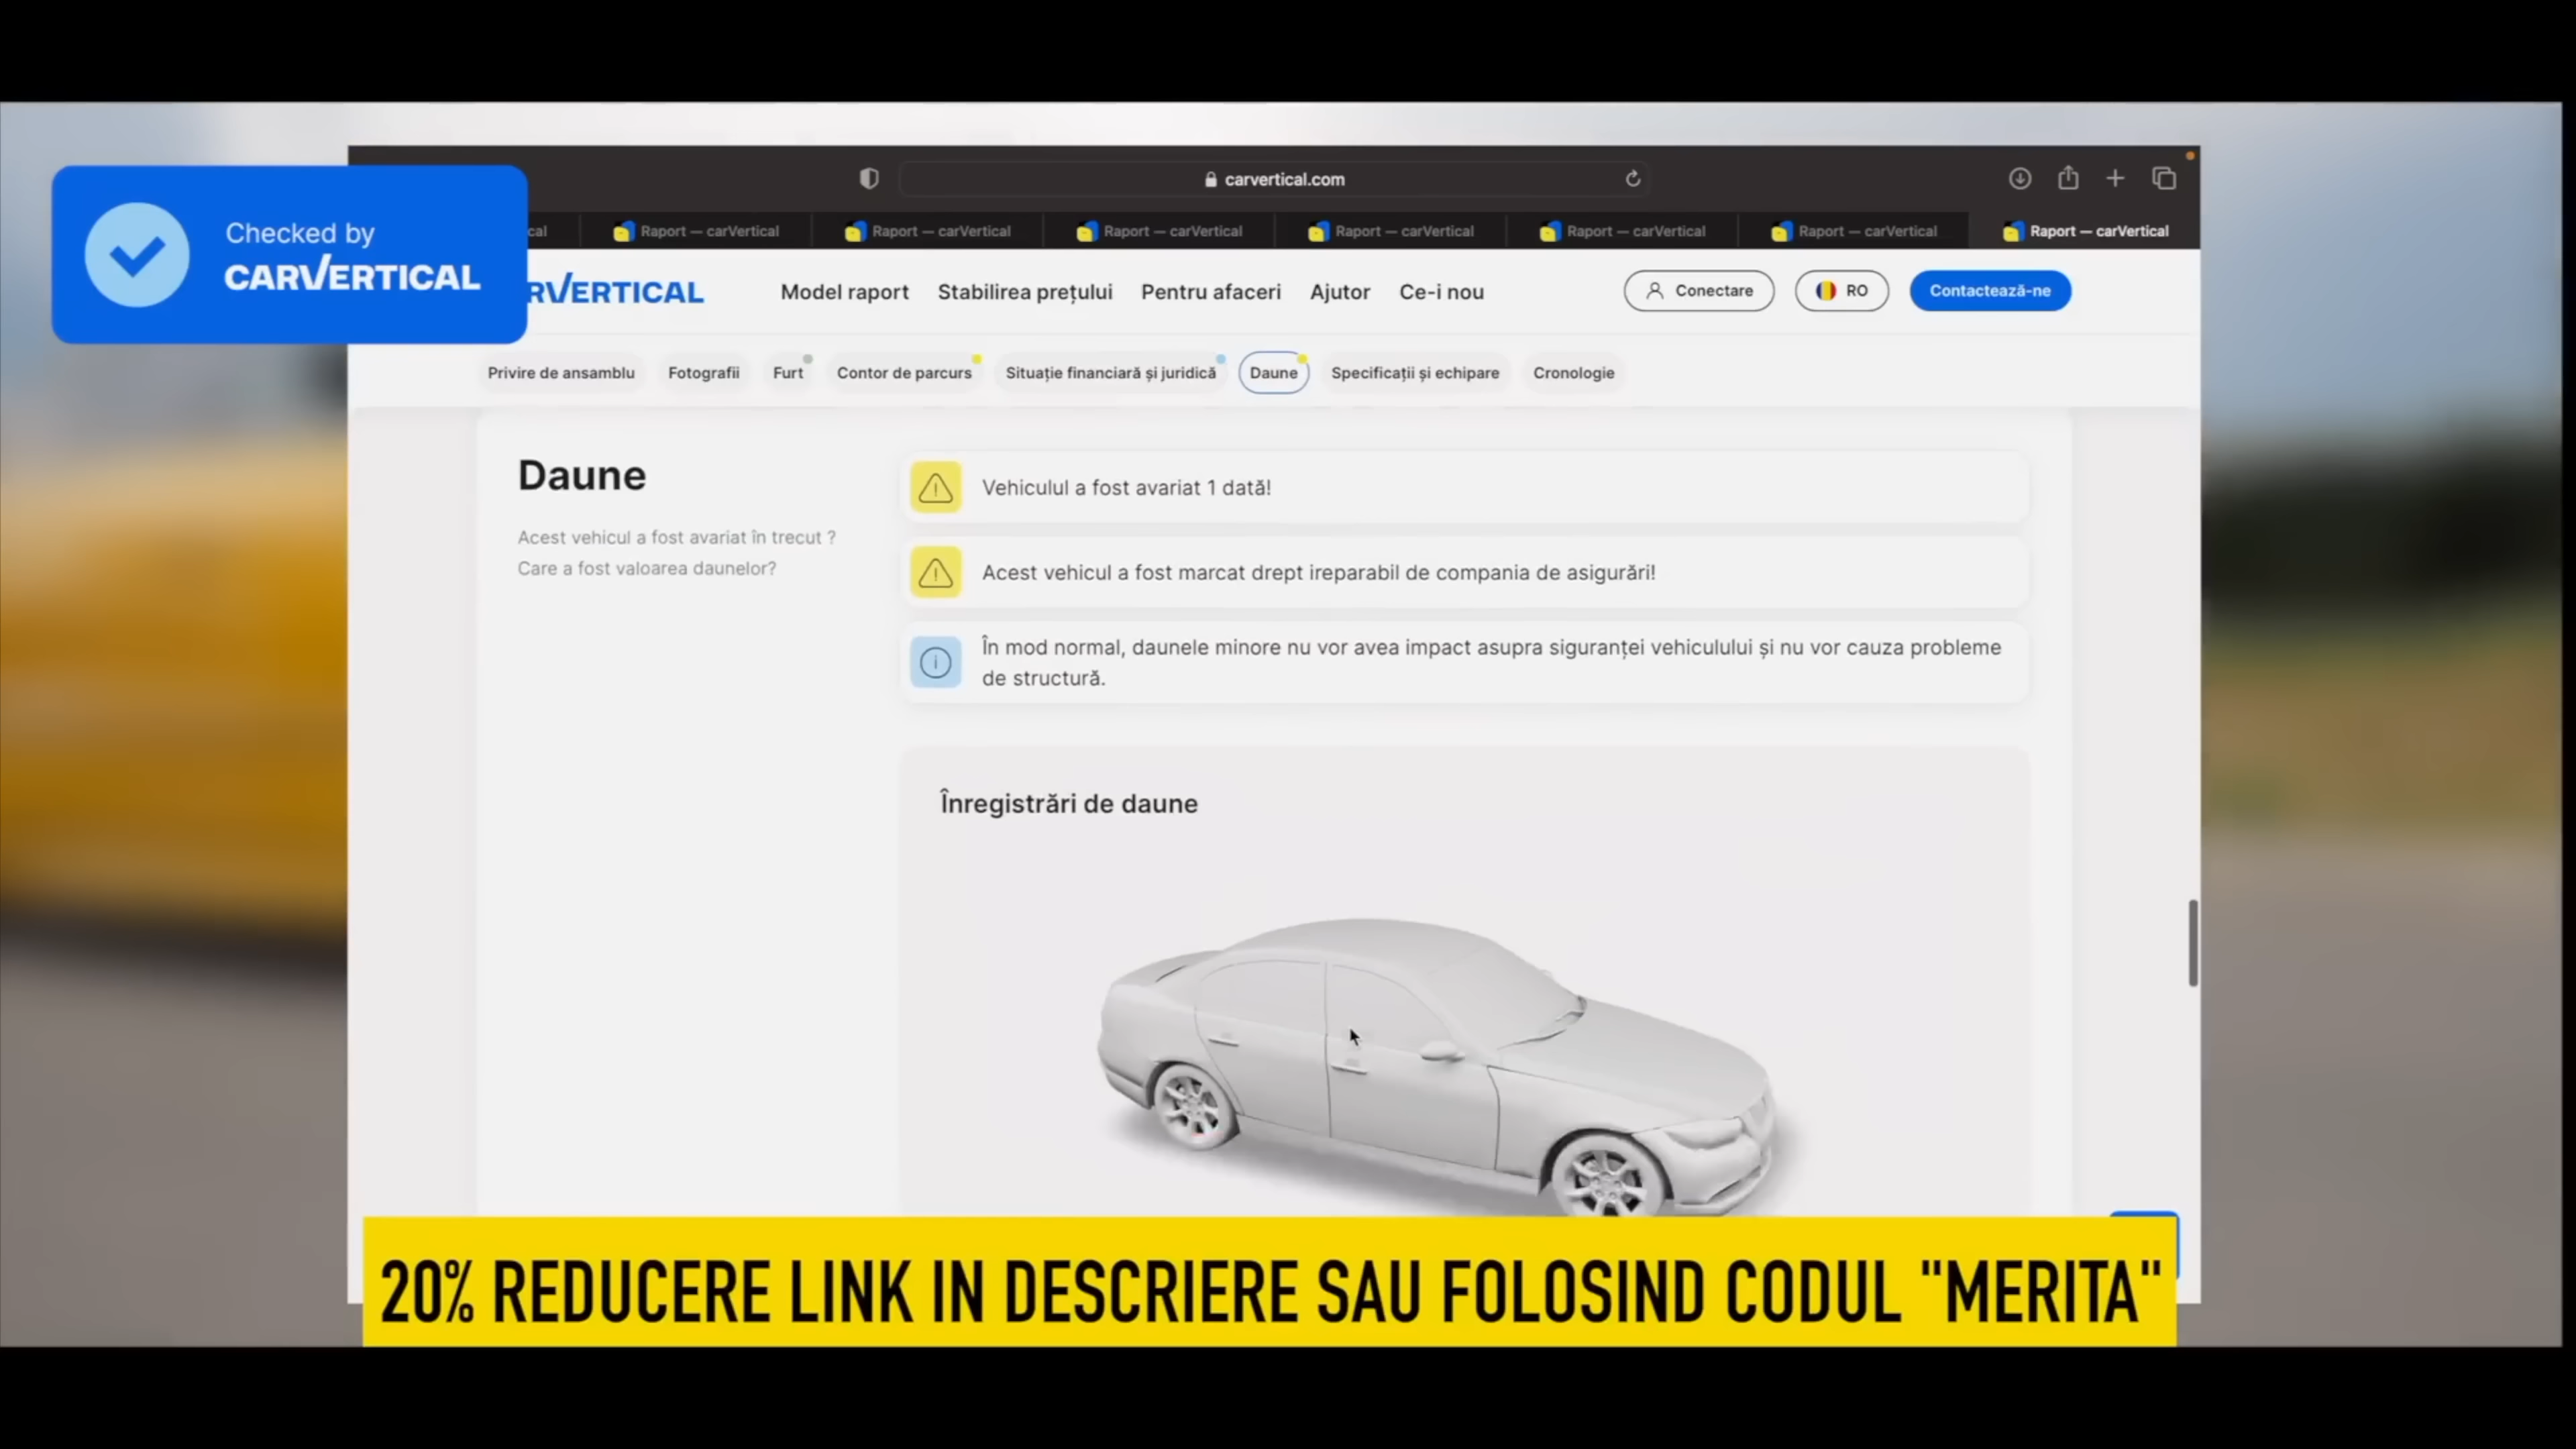 carvertical.com
Checked by
CARVERTICAL
cal
Raport — carVertical
Raport — carVertical
Raport — carVertical
Raport — carVertical
Raport — carVertical
Raport — carVertical
Raport — carVertical
RVERTICAL
Model raport
Stabilirea prețului
Pentru afaceri
Ajutor
Ce-i nou
Conectare
RO
Contactează-ne
Privire de ansamblu
Fotografii
Furt
Contor de parcurs
Situație financiară și juridică
Daune
Specificații și echipare
Cronologie
Daune
Acest vehicul a fost avariat în trecut ?
Care a fost valoarea daunelor?
Vehiculul a fost avariat 1 dată!
Acest vehicul a fost marcat drept ireparabil de compania de asigurări!
În mod normal, daunele minore nu vor avea impact asupra siguranței vehiculului și nu vor cauza probleme
de structură.
Înregistrări de daune
20% REDUCERE LINK IN DESCRIERE SAU FOLOSIND CODUL "MERITA"